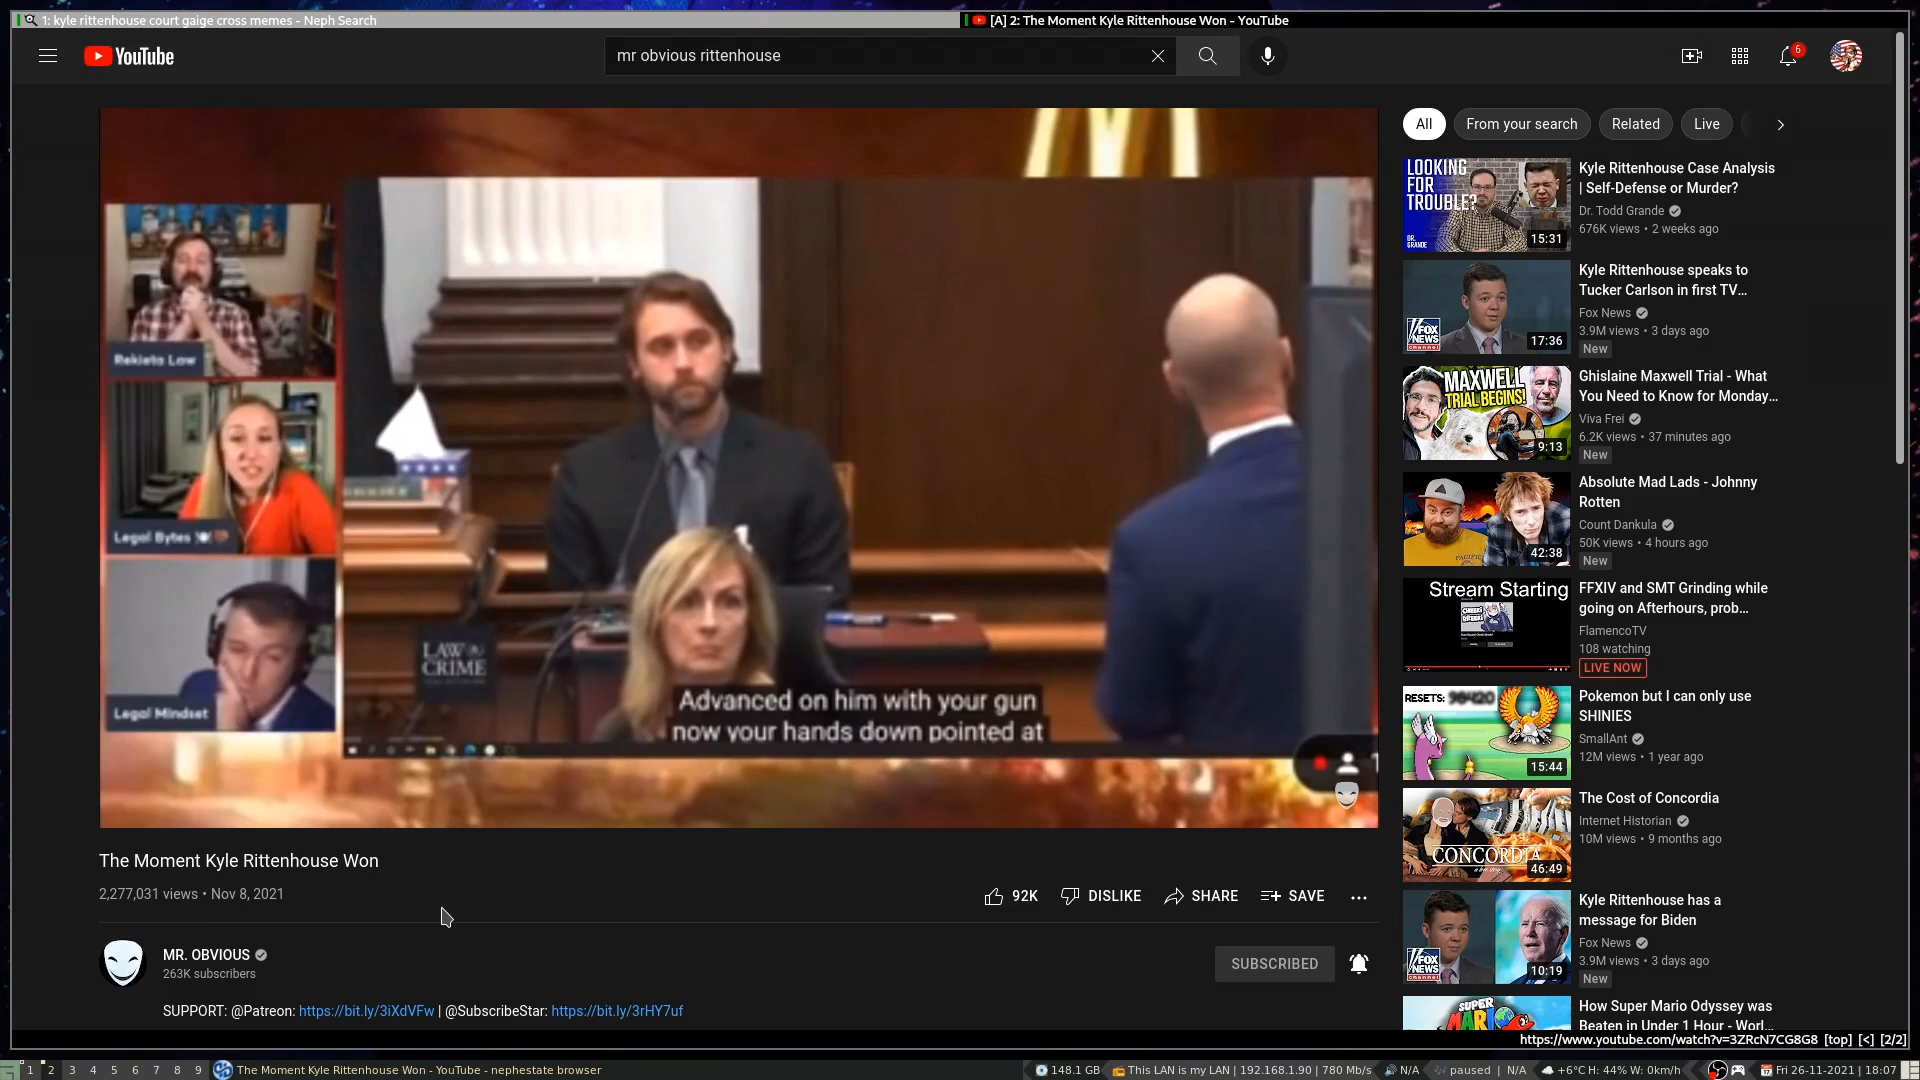 1: kyle rittenhouse court gaige cross memes - Neph Search
[A] 2: The Moment Kyle Rittenhouse Won - YouTube
YouTube
mr obvious rittenhouse
6
Rekieta Law
Legal Bytes
Legal Mindset
LAW &
CRIME
Advanced on him with your gun
now your hands down pointed at
The Moment Kyle Rittenhouse Won
2,277,031 views • Nov 8, 2021
92K
DISLIKE
SHARE
SAVE
MR. OBVIOUS
263K subscribers
SUBSCRIBED
SUPPORT: @Patreon: https://bit.ly/3iXdVFw | @SubscribeStar: https://bit.ly/3rHY7uf
All
From your search
Related
Live
LOOKING
FOR
TROUBLE?
DR.
GRANDE
15:31
Kyle Rittenhouse Case Analysis
| Self-Defense or Murder?
Dr. Todd Grande
676K views • 2 weeks ago
FOX
NEWS
channel
17:36
Kyle Rittenhouse speaks to
Tucker Carlson in first TV...
Fox News
3.9M views • 3 days ago
New
MAXWELL
TRIAL BEGINS!
9:13
Ghislaine Maxwell Trial - What
You Need to Know for Monday...
Viva Frei
6.2K views • 37 minutes ago
New
PACIFIC
42:38
Absolute Mad Lads - Johnny
Rotten
Count Dankula
50K views • 4 hours ago
New
Stream Starting
FFXIV and SMT Grinding while
going on Afterhours, prob...
FlamencoTV
108 watching
LIVE NOW
RESETS:
15:44
Pokemon but I can only use
SHINIES
SmallAnt
12M views • 1 year ago
CONCORDIA
46:49
The Cost of Concordia
Internet Historian
10M views • 9 months ago
FOX
NEWS
channel
10:19
Kyle Rittenhouse has a
message for Biden
Fox News
3.9M views • 3 days ago
New
SUPER
How Super Mario Odyssey was
Beaten in Under 1 Hour - Worl...
https://www.youtube.com/watch?v=3ZRcN7CG8G8 [top] [<] [2/2]
1 2 3 4 5 6 7 8 9
The Moment Kyle Rittenhouse Won - YouTube - nephestate browser
148.1 GB
This LAN is my LAN | 192.168.1.90 | 780 Mb/s
N/A
paused | N/A
+6°C H: 44% W: 0km/h
Fri 26-11-2021 | 18:07